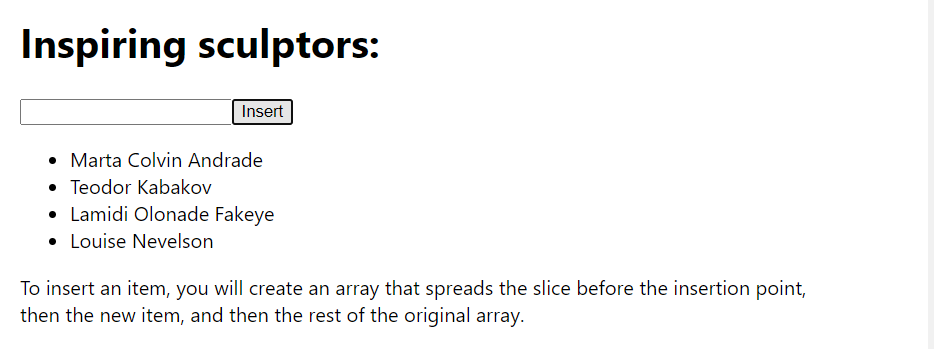 Inspiring sculptors:
Insert
Marta Colvin Andrade
Teodor Kabakov
Lamidi Olonade Fakeye
Louise Nevelson
To insert an item, you will create an array that spreads the slice before the insertion point,
then the new item, and then the rest of the original array.